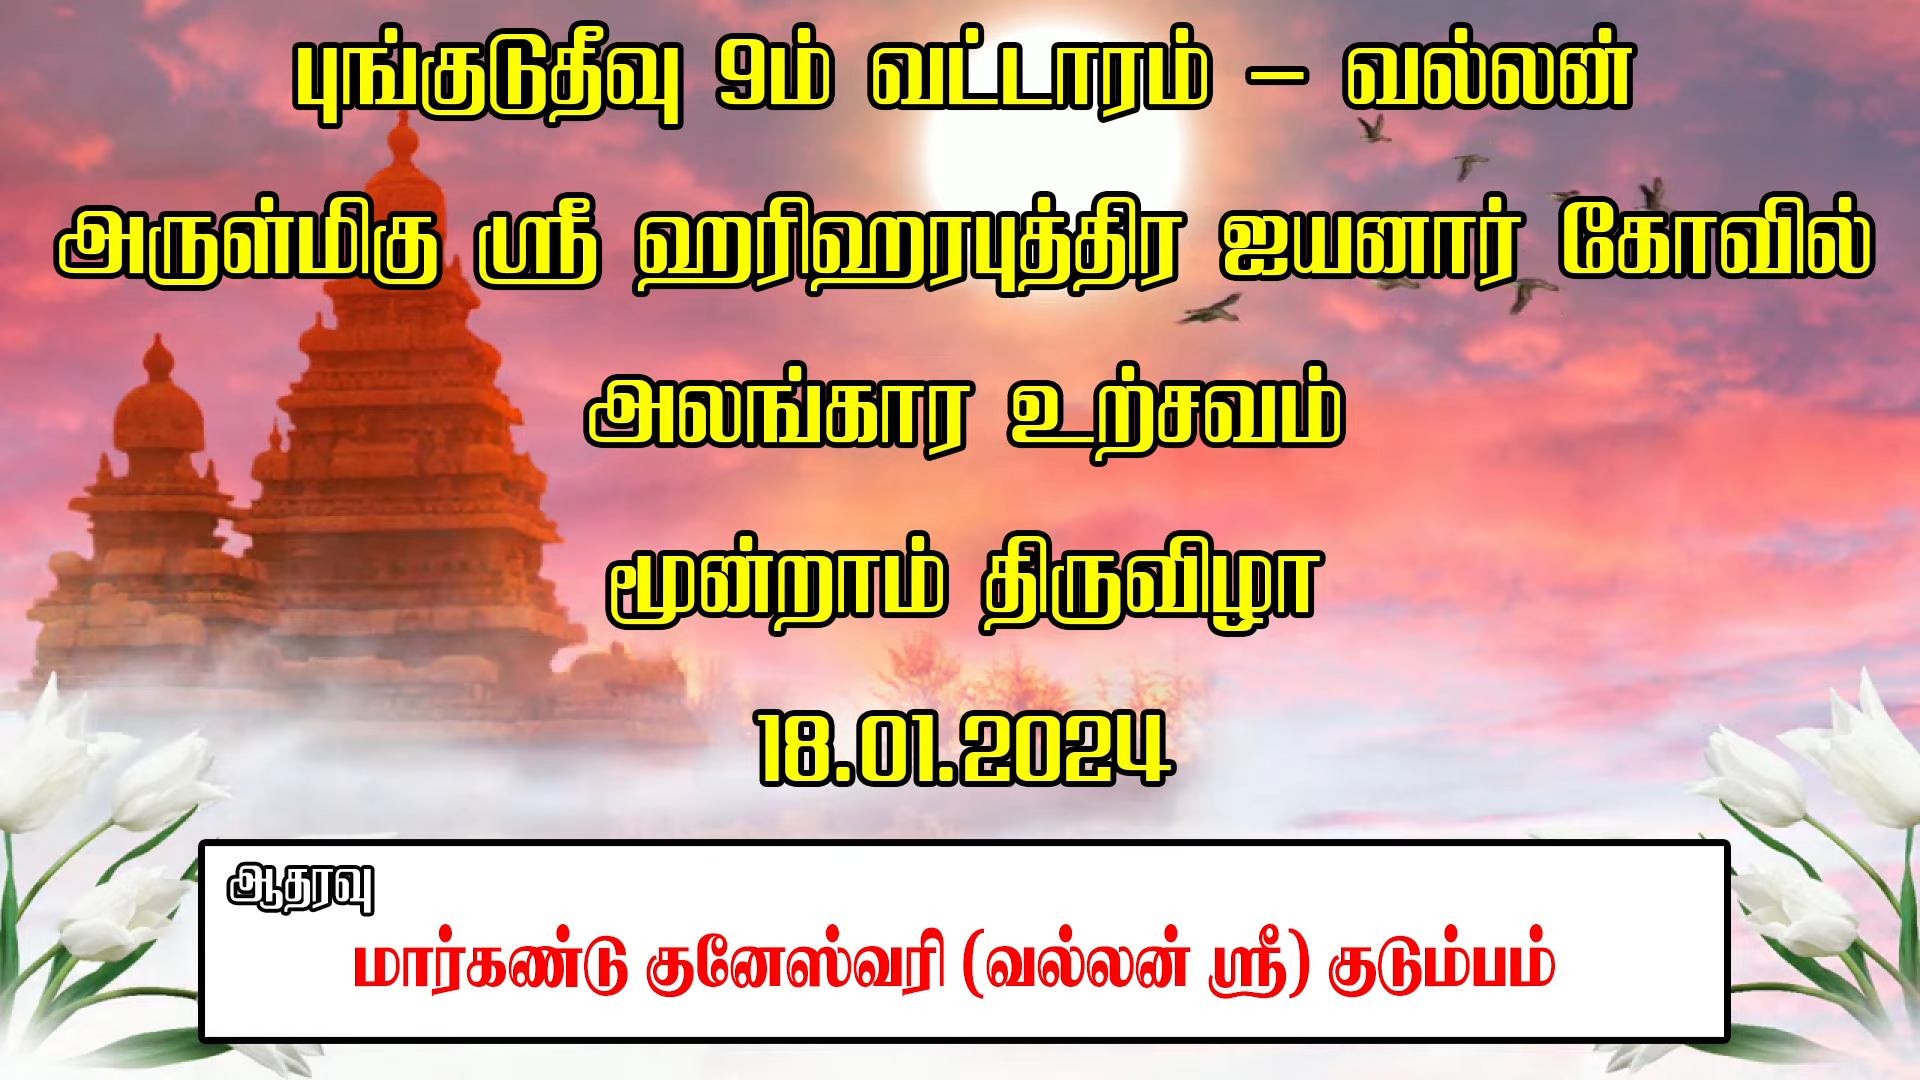 புங்குடுதீவு 9ம் வட்டாரம் – வல்லன்
அருள்மிகு ஸ்ரீ ஹரிஹரபுத்திர ஐயனார் கோவில்
அலங்கார உற்சவம்
மூன்றாம் திருவிழா
18.01.2024
ஆதரவு
மார்கண்டு குனேஸ்வரி (வல்லன் ஸ்ரீ) குடும்பம்